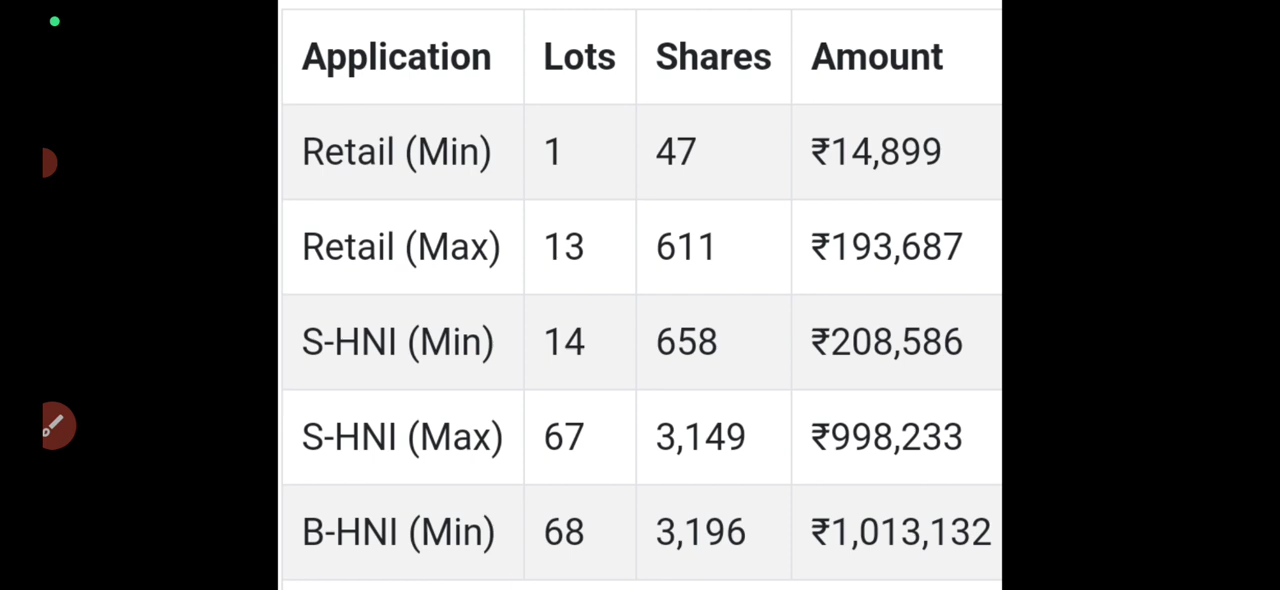 Application Lots Shares Amount
Retail (Min) 1 47 ₹14,899
Retail (Max) 13 611 ₹193,687
S-HNI (Min) 14 658 ₹208,586
S-HNI (Max) 67 3,149 ₹998,233
B-HNI (Min) 68 3,196 ₹1,013,132